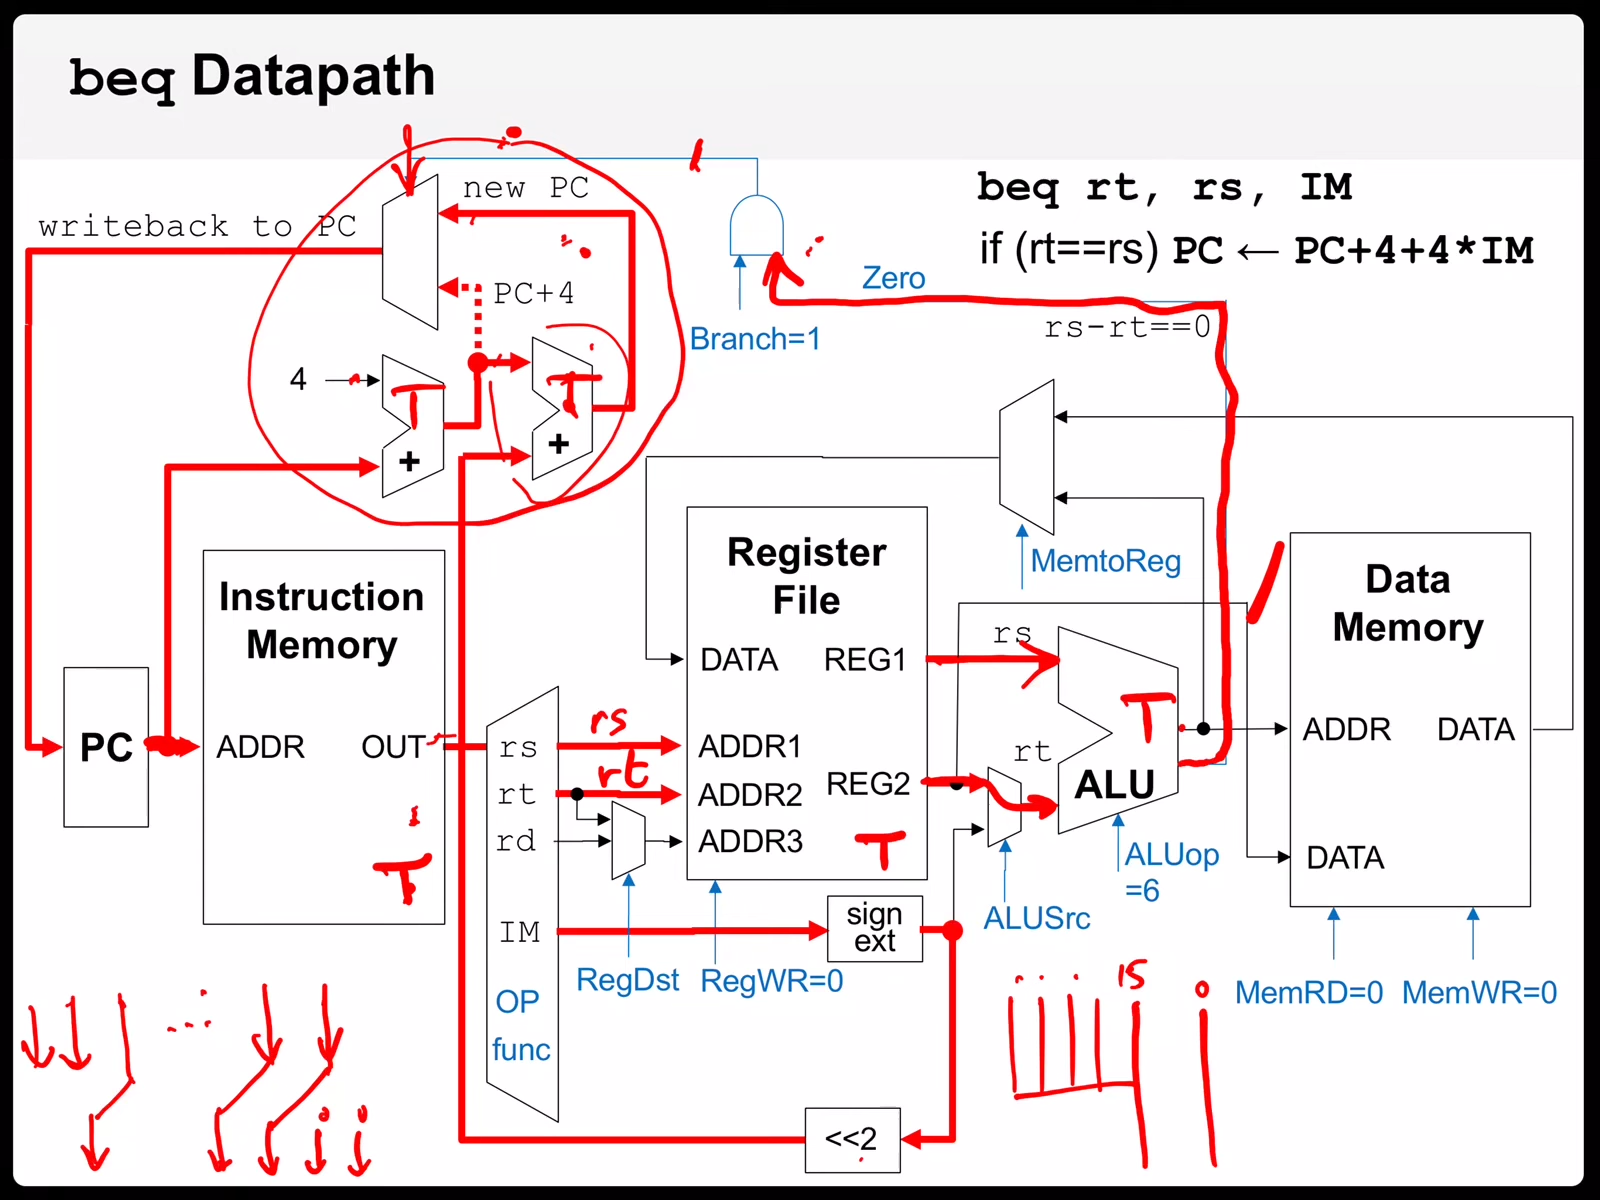 beq Datapath
new PC
writeback to PC
beq rt, rs, IM
if (rt==rs) PC ← PC+4+4*IM
Zero
PC+4
Branch=1
rs-rt==0
4
T
T
+
+
MemtoReg
Instruction
Memory
Register
File
Data
Memory
rs
DATA
REG1
PC
ADDR
OUT
rs
rs
ADDR1
rt
T
ADDR
DATA
rt
rt
ADDR2
REG2
ALU
rd
ADDR3
T
T
DATA
ALUop
=6
IM
sign
ext
ALUSrc
RegDst
RegWR=0
MemRD=0
MemWR=0
OP
func
15
0
<<2